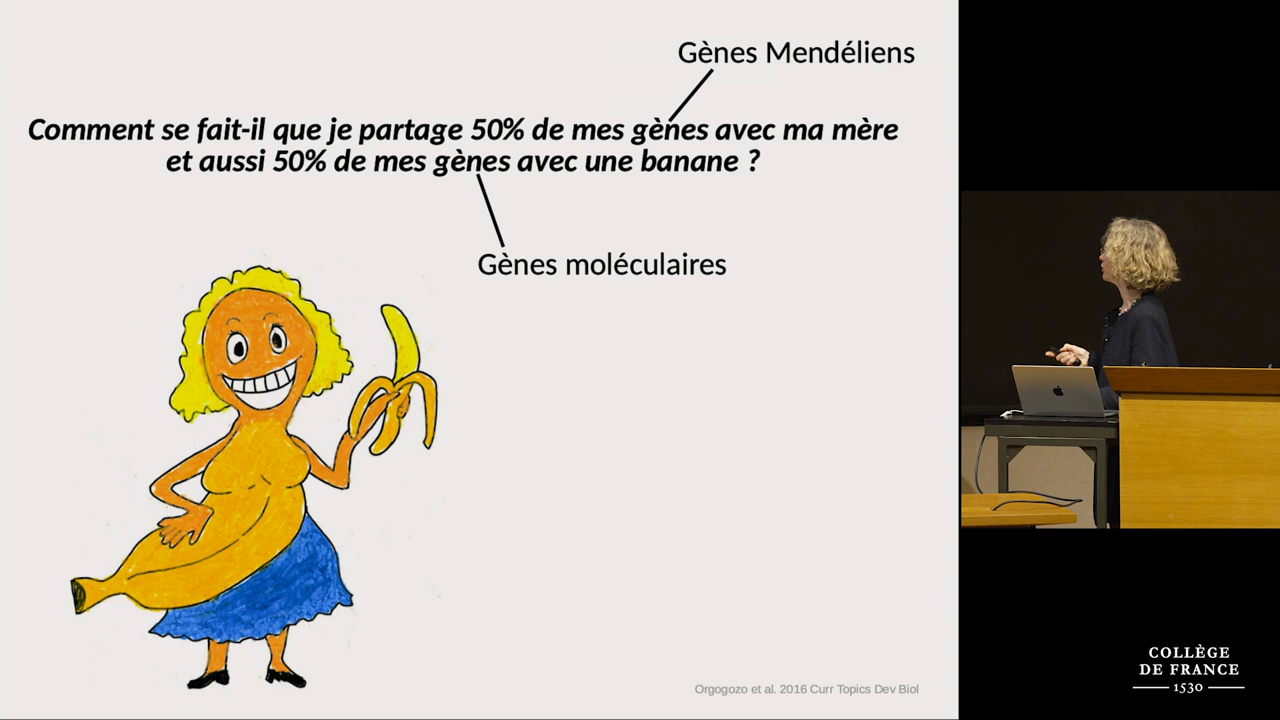 Gènes Mendéliens
Comment se fait-il que je partage 50% de mes gènes avec ma mère
et aussi 50% de mes gènes avec une banane ?
Gènes moléculaires
Orgogozo et al. 2016 Curr Topics Dev Biol
COLLÈGE
DE FRANCE
1530